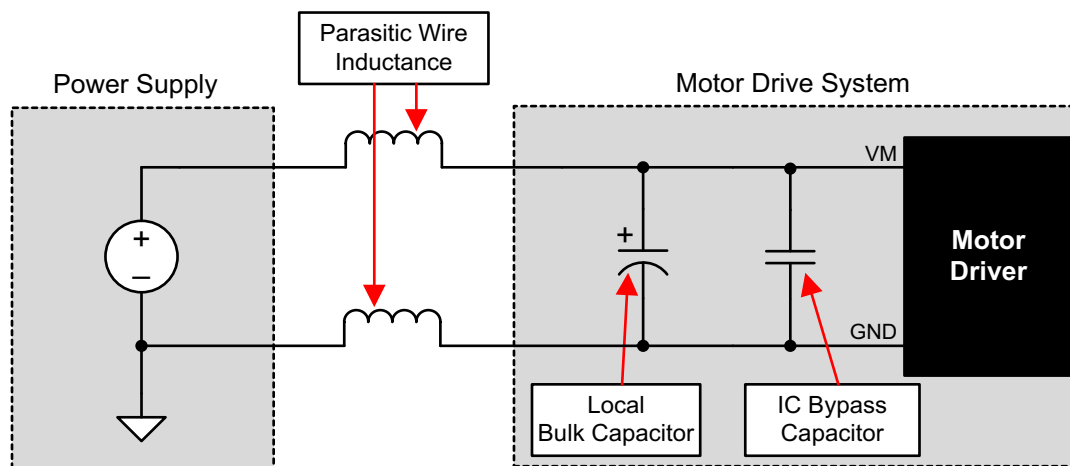 Parasitic Wire
Inductance
Power Supply
Motor Drive System
VM
+
+
–
Motor
Driver
GND
Local
Bulk Capacitor
IC Bypass
Capacitor